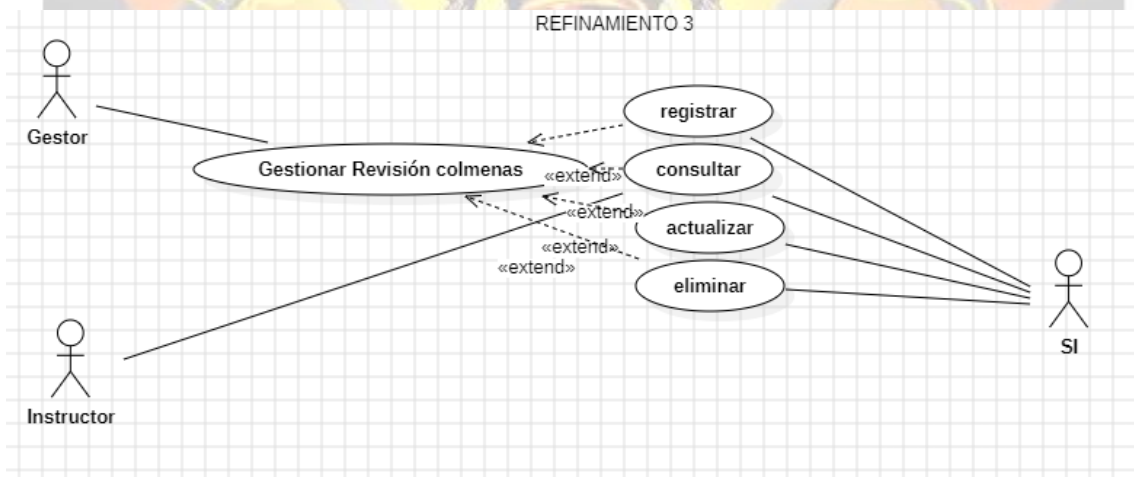 REFINAMIENTO 3
Gestor
registrar
Gestionar Revisión colmenas
«extend»
consultar
«extend»
actualizar
«extend»
«extend»
eliminar
SI
Instructor